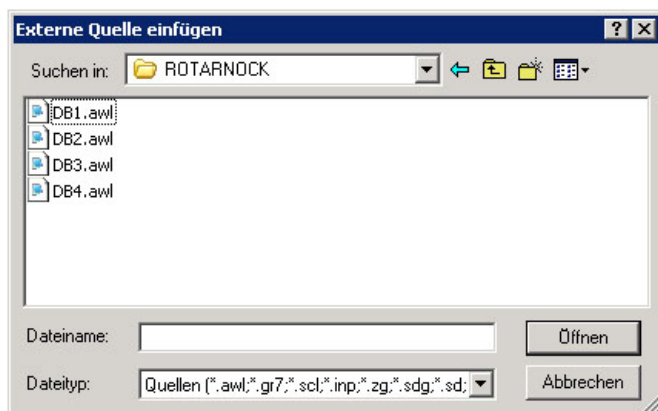 Externe Quelle einfügen
Suchen in: ROTARNOCK
DB1.awl
DB2.awl
DB3.awl
DB4.awl
Dateiname: Öffnen
Dateityp: Quellen (*.awl;*.gr7;*.scl;*.inp;*.zg;*.sdg;*.sd; Abbrechen